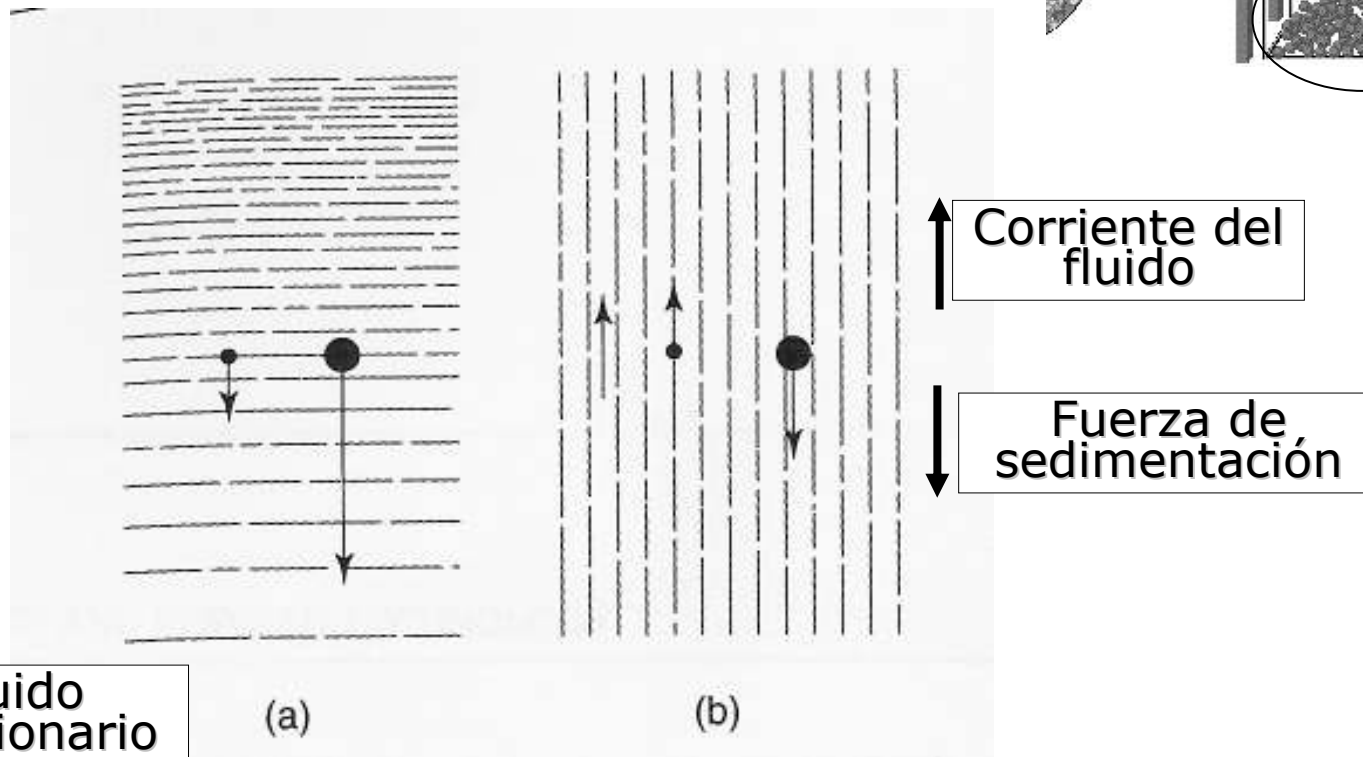 Corriente del
fluido
Fuerza de
sedimentación
(a)
(b)